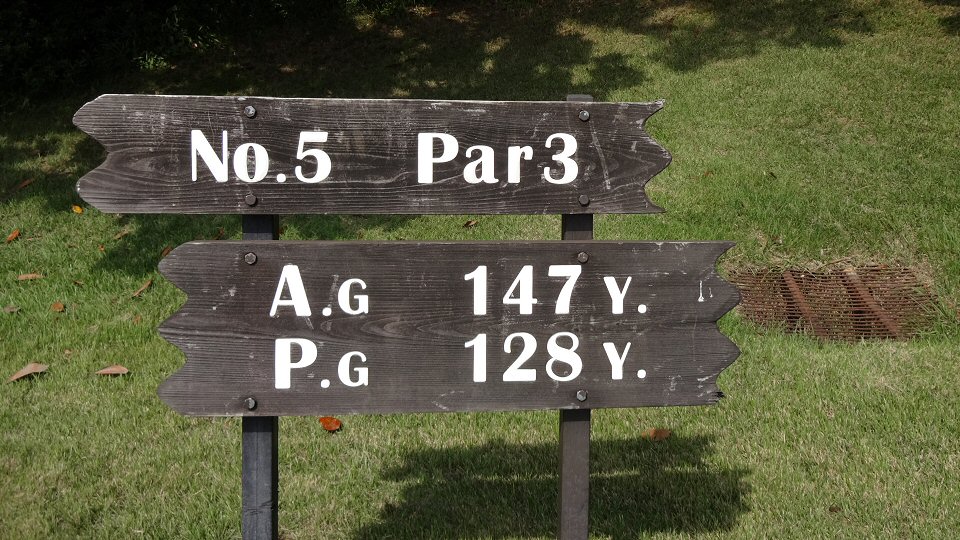 No.5 Par3
A.G 147 Y.
P.G 128 Y.